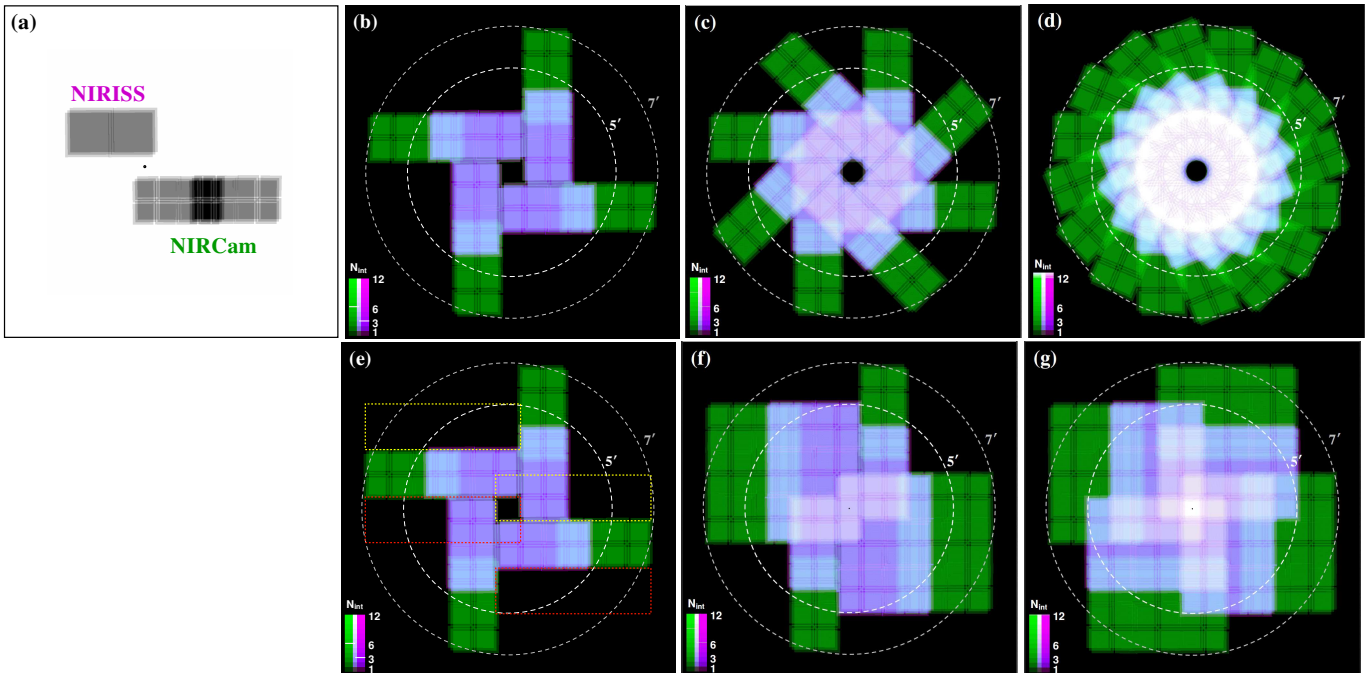 (a)
NIRISS
NIRCam
(b)
7′
5′
N_int
12
6
3
1
(c)
7′
5′
N_int
12
6
3
1
(d)
7′
5′
N_int
12
6
3
1
(e)
7′
5′
N_int
12
6
3
1
(f)
7′
5′
N_int
12
6
3
1
(g)
7′
5′
N_int
12
6
3
1